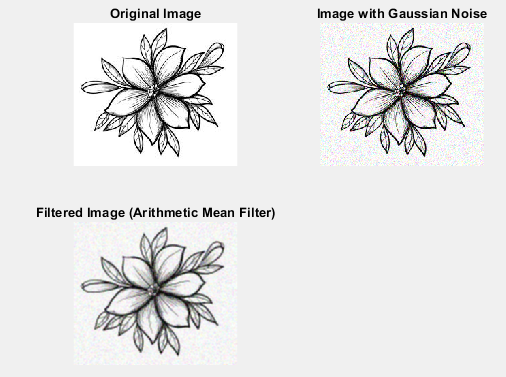 Original Image
Image with Gaussian Noise
Filtered Image (Arithmetic Mean Filter)